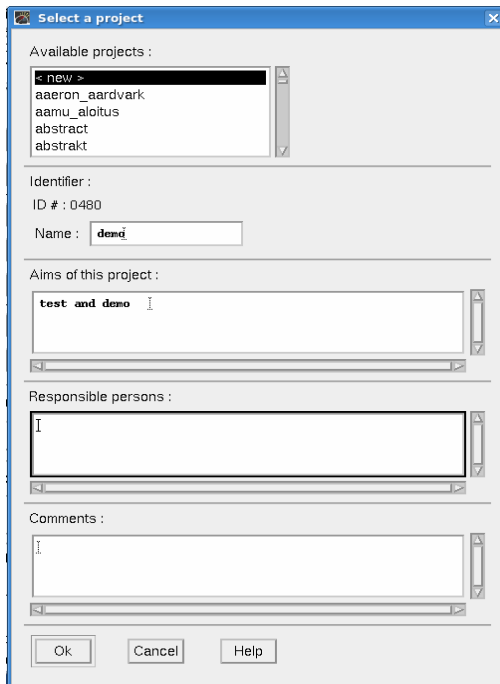 Select a project
Available projects :
< new >
aaeron_aardvark
aamu_aloitus
abstract
abstrakt
Identifier :
ID # : 0480
Name : demo
Aims of this project :
test and demo
Responsible persons :
Comments :
Ok Cancel Help